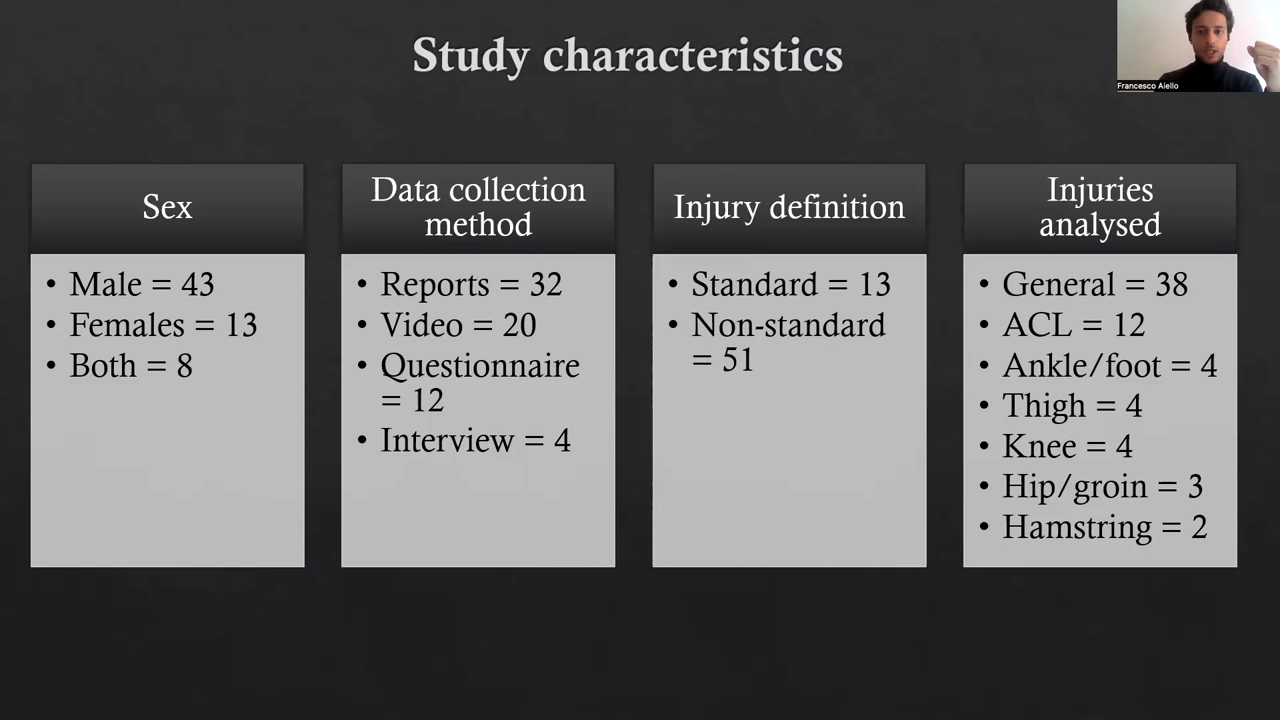 Study characteristics
Francesco Aiello
Sex
• Male = 43
• Females = 13
• Both = 8
Data collection
method
• Reports = 32
• Video = 20
• Questionnaire
= 12
• Interview = 4
Injury definition
• Standard = 13
• Non-standard
= 51
Injuries
analysed
• General = 38
• ACL = 12
• Ankle/foot = 4
• Thigh = 4
• Knee = 4
• Hip/groin = 3
• Hamstring = 2